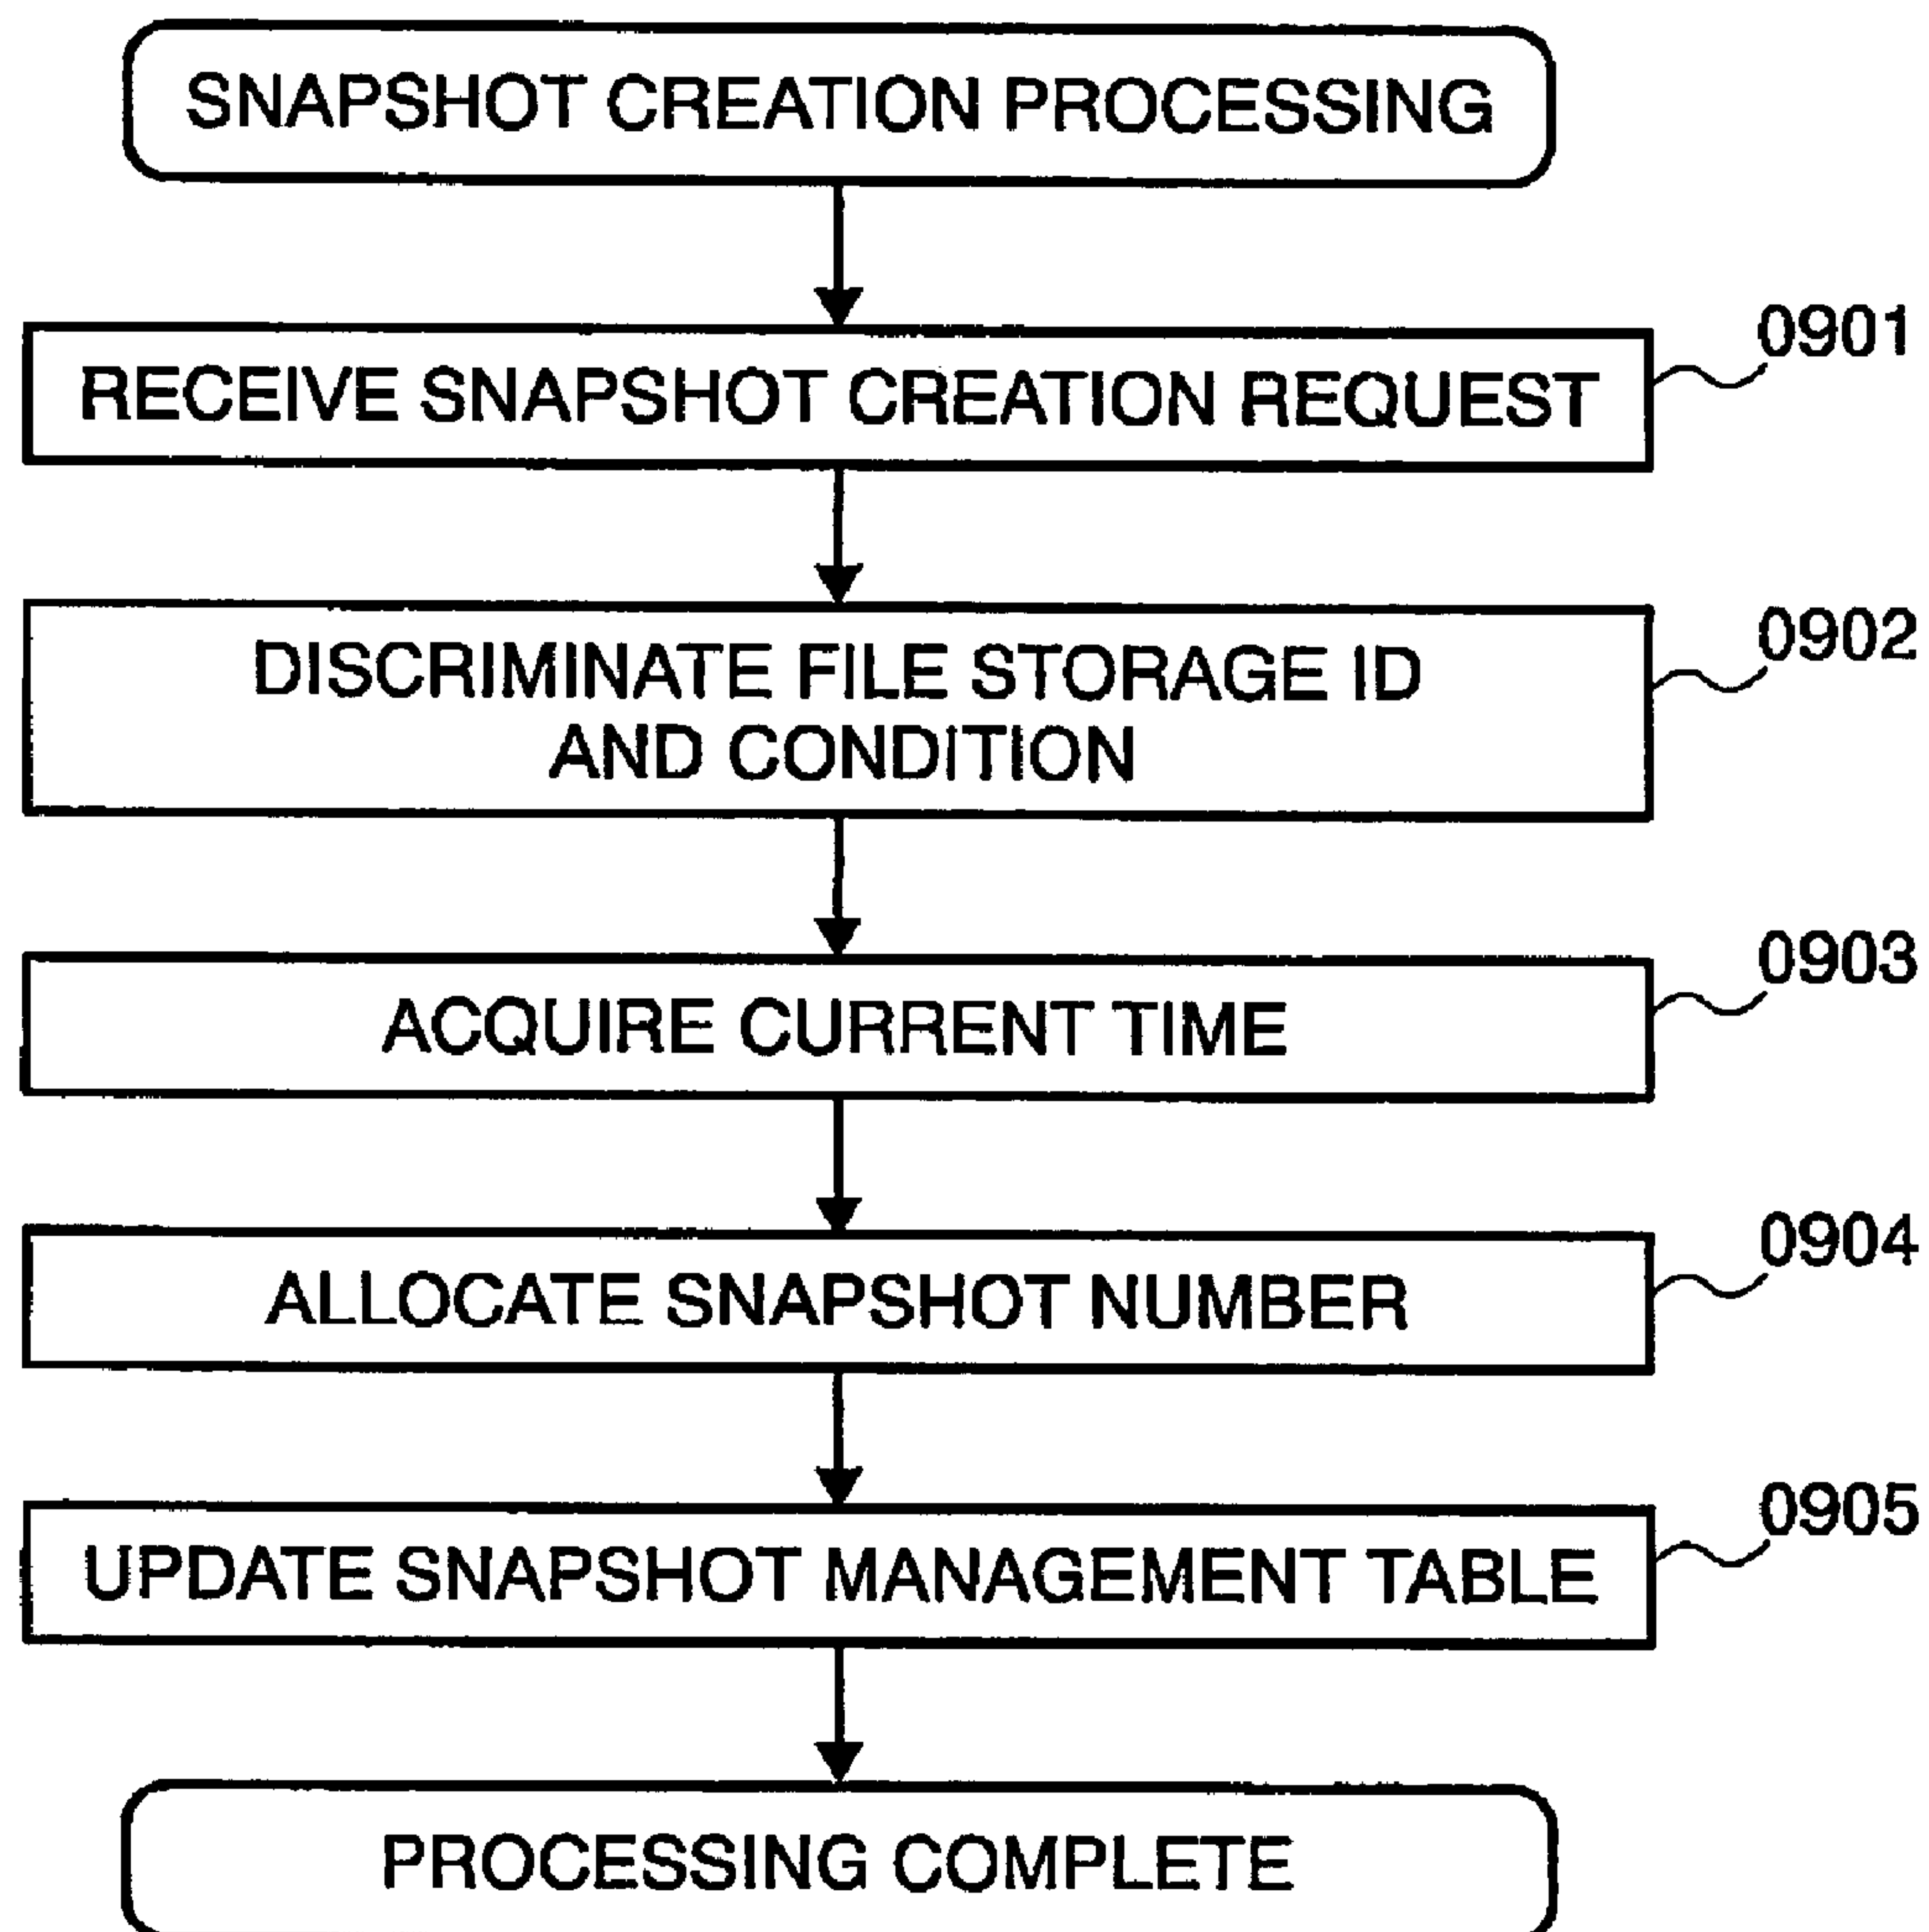 SNAPSHOT CREATION PROCESSING
RECEIVE SNAPSHOT CREATION REQUEST
0901
DISCRIMINATE FILE STORAGE ID
AND CONDITION
0902
ACQUIRE CURRENT TIME
0903
ALLOCATE SNAPSHOT NUMBER
0904
UPDATE SNAPSHOT MANAGEMENT TABLE
0905
PROCESSING COMPLETE